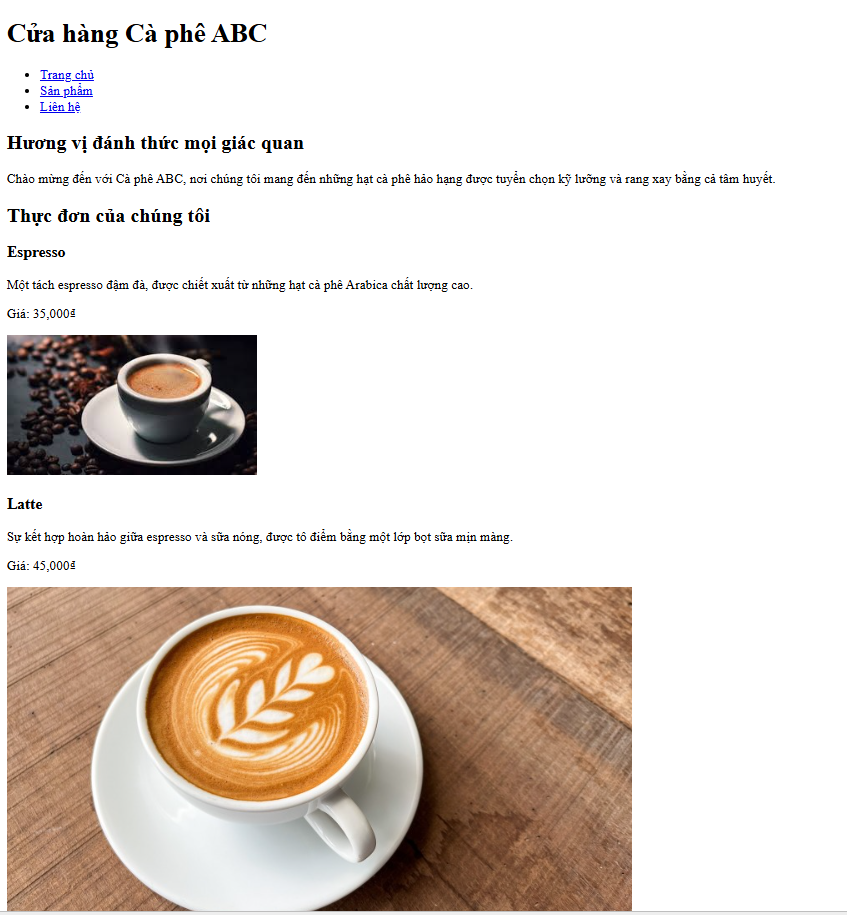 Cửa hàng Cà phê ABC
Trang chủ
Sản phẩm
Liên hệ
Hương vị đánh thức mọi giác quan
Chào mừng đến với Cà phê ABC, nơi chúng tôi mang đến những hạt cà phê hảo hạng được tuyển chọn kỹ lưỡng và rang xay bằng cả tâm huyết.
Thực đơn của chúng tôi
Espresso
Một tách espresso đậm đà, được chiết xuất từ những hạt cà phê Arabica chất lượng cao.
Giá: 35,000₫
Latte
Sự kết hợp hoàn hảo giữa espresso và sữa nóng, được tô điểm bằng một lớp bọt sữa mịn màng.
Giá: 45,000₫